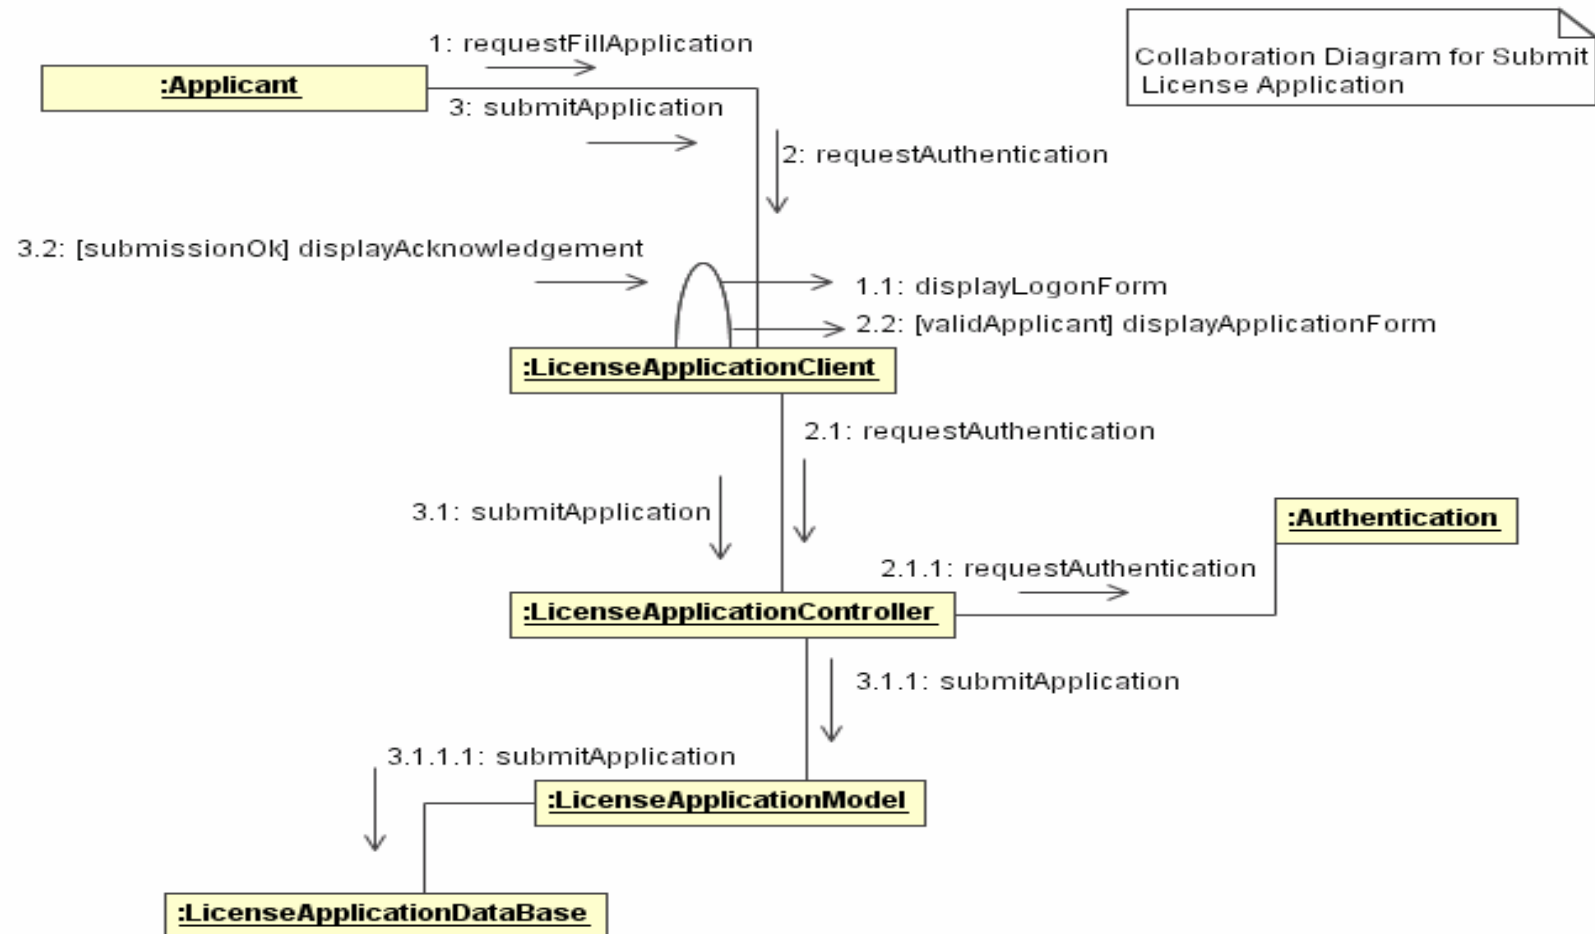 1: requestFillApplication
:Applicant
3: submitApplication
Collaboration Diagram for Submit
License Application
2: requestAuthentication
3.2: [submissionOk] displayAcknowledgement
1.1: displayLogonForm
2.2: [validApplicant] displayApplicationForm
:LicenseApplicationClient
2.1: requestAuthentication
3.1: submitApplication
:Authentication
2.1.1: requestAuthentication
:LicenseApplicationController
3.1.1: submitApplication
3.1.1.1: submitApplication
:LicenseApplicationModel
:LicenseApplicationDataBase